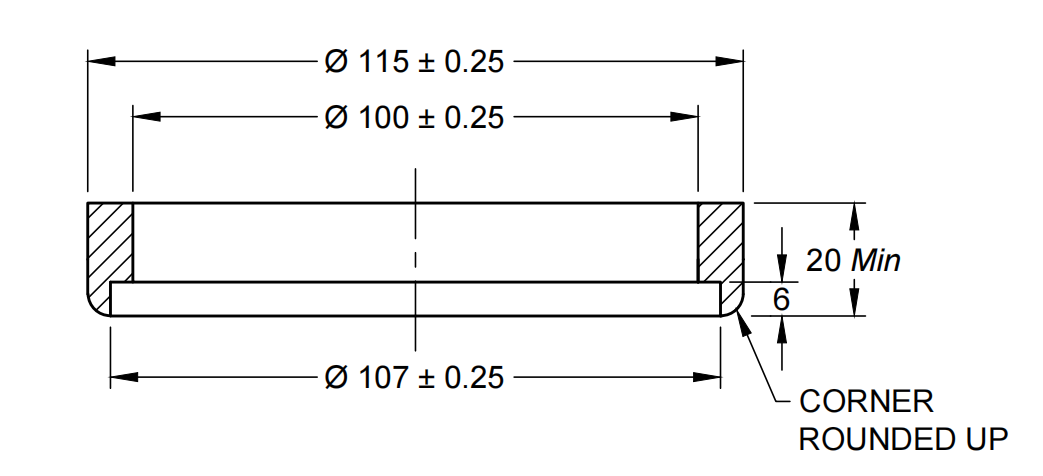 Ø 115 ± 0.25
Ø 100 ± 0.25
20 Min
6
Ø 107 ± 0.25
CORNER
ROUNDED UP